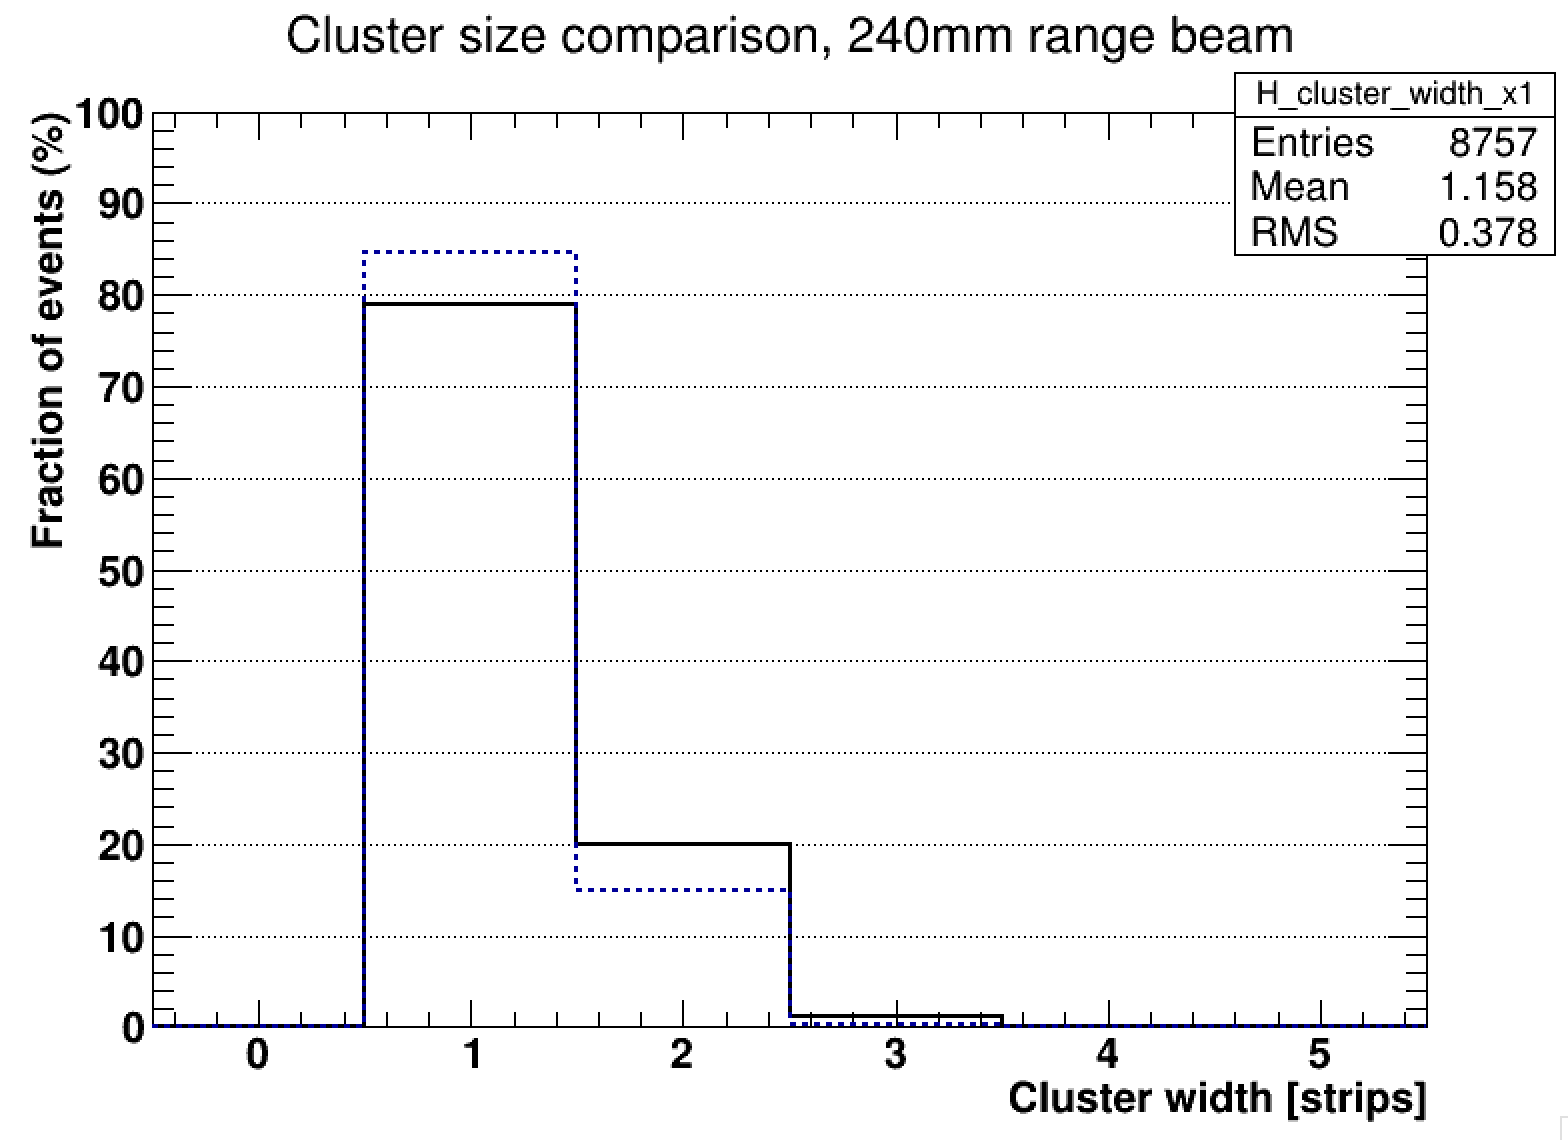 Cluster size comparison, 240mm range beam
H_cluster_width_x1
Entries 8757
Mean 1.158
RMS 0.378
Fraction of events (%)
100
90
80
70
60
50
40
30
20
10
0
0 1 2 3 4 5
Cluster width [strips]